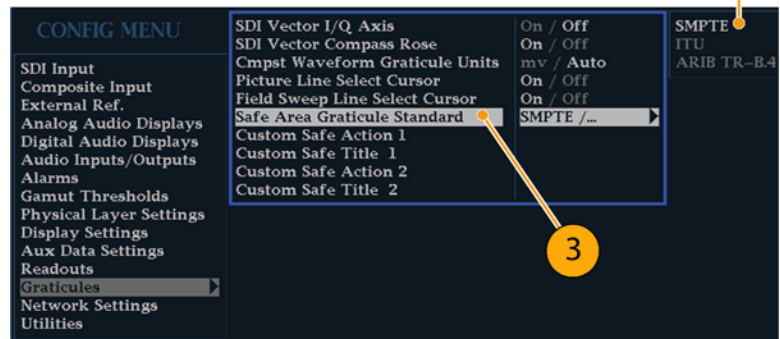 CONFIG MENU
SDI Input
Composite Input
External Ref.
Analog Audio Displays
Digital Audio Displays
Audio Inputs/Outputs
Alarms
Gamut Thresholds
Physical Layer Settings
Display Settings
Aux Data Settings
Readouts
Graticules
Network Settings
Utilities
SDI Vector I/Q Axis On / Off
SDI Vector Compass Rose On / Off
Cmpst Waveform Graticule Units mv / Auto
Picture Line Select Cursor On / Off
Field Sweep Line Select Cursor On / Off
Safe Area Graticule Standard SMPTE /...
Custom Safe Action 1
Custom Safe Title 1
Custom Safe Action 2
Custom Safe Title 2
SMPTE
ITU
ARIB TR-B.4
3